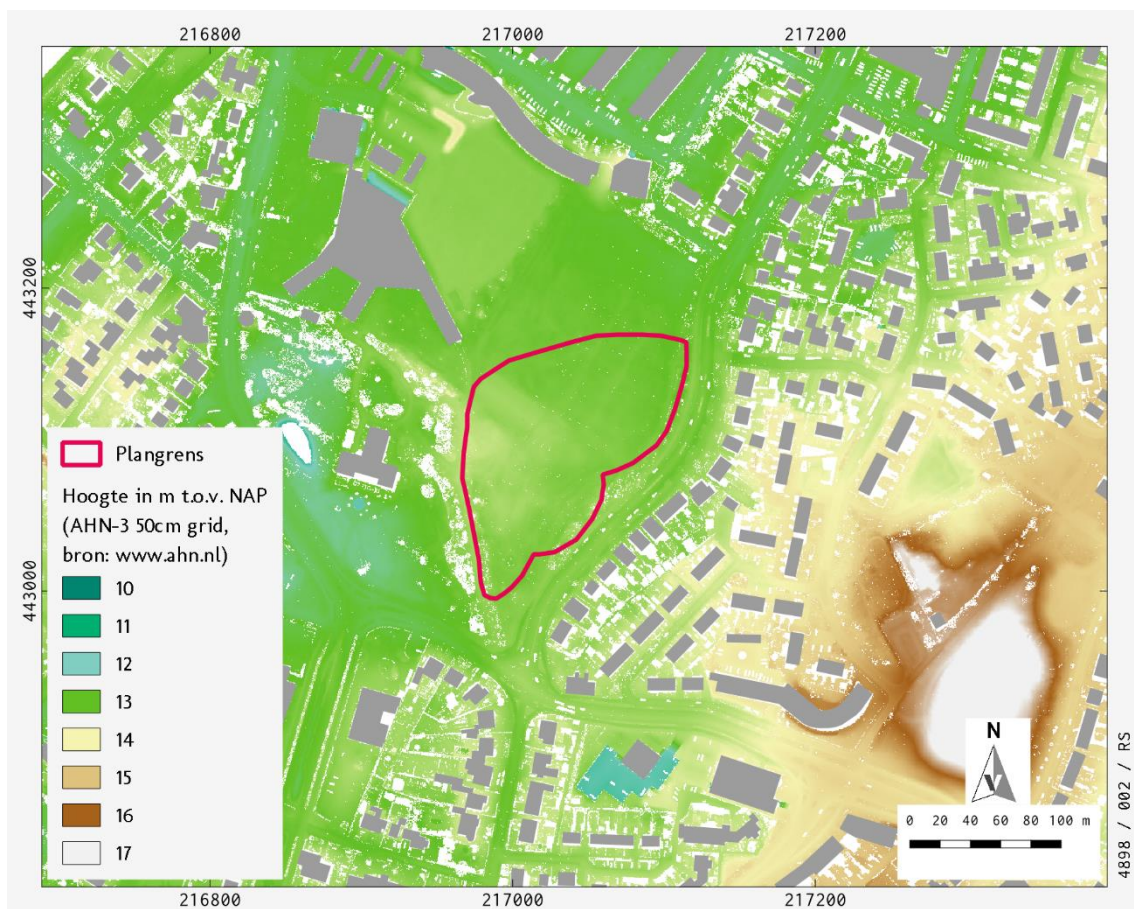 216800
217000
217200
443200
443000
Plangrens
Hoogte in m t.o.v. NAP
(AHN-3 50cm grid,
bron: www.ahn.nl)
10
11
12
13
14
15
16
17
N
0 20 40 60 80 100 m
4898 / 002 / RS
216800
217000
217200